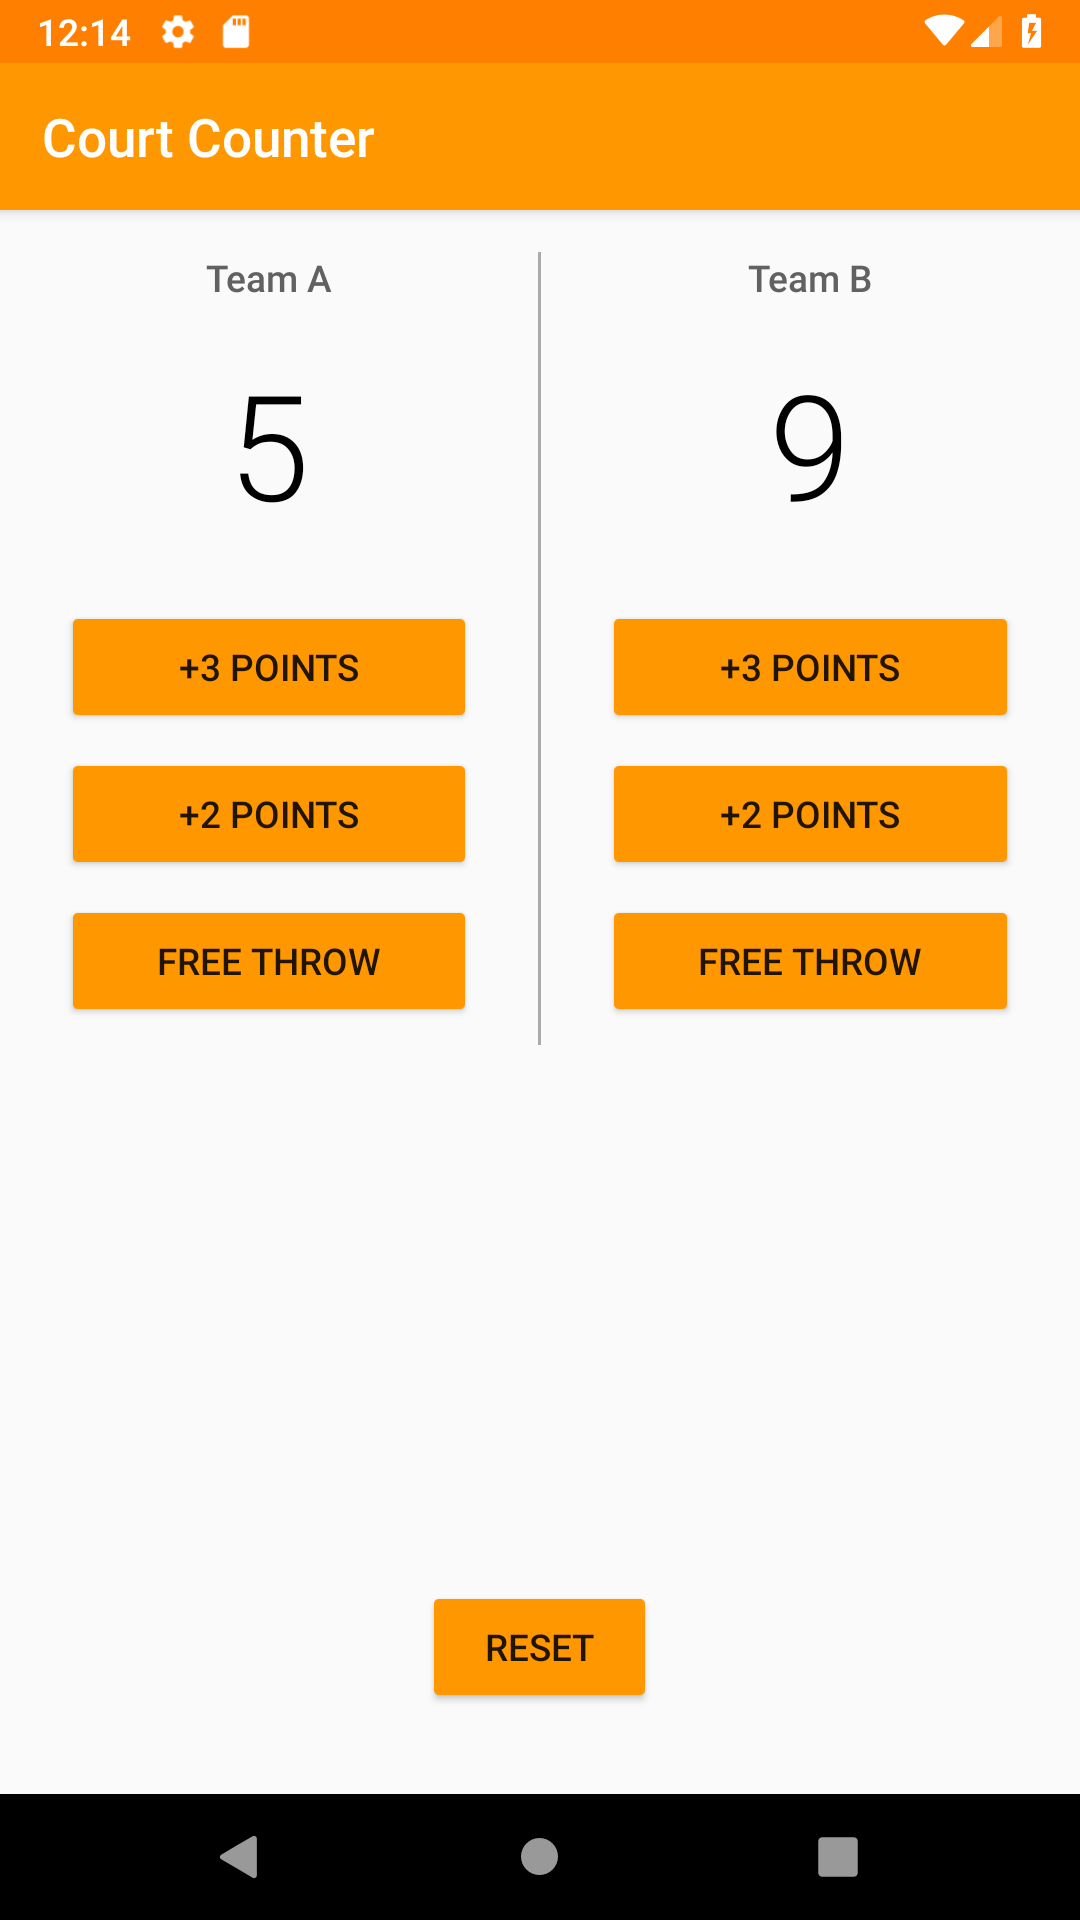 12:14
Court Counter
Team A
Team B
5
9
+3 POINTS
+3 POINTS
+2 POINTS
+2 POINTS
FREE THROW
FREE THROW
RESET